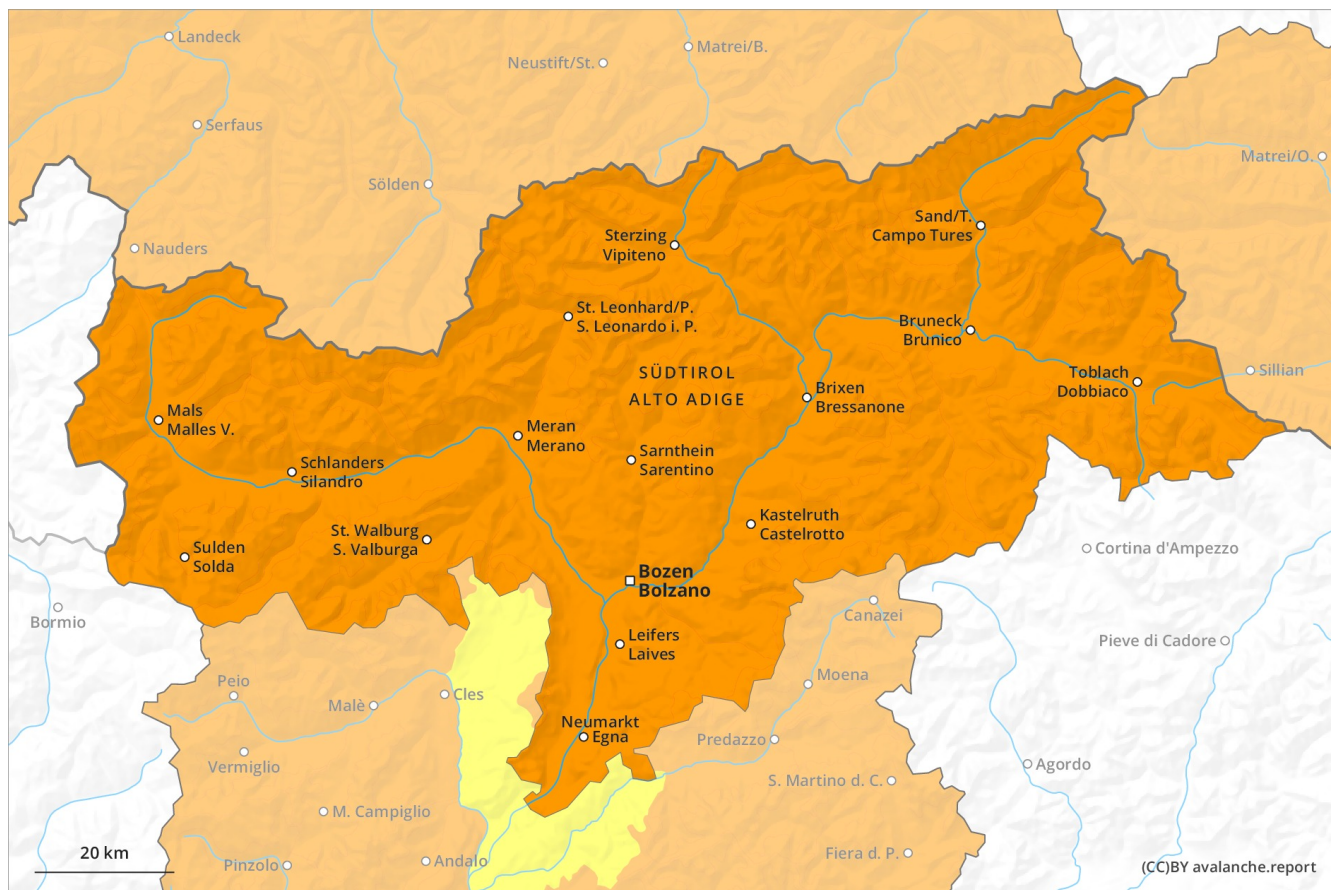 Landeck
Matrei/B.
Neustift/St.
Serfaus
Matrei/O.
Sölden
Sand/T.
Campo Tures
Sterzing
Vipiteno
Nauders
St. Leonhard/P.
S. Leonardo i. P.
Bruneck
Brunico
SÜDTIROL
ALTO ADIGE
Toblach
Dobbiaco
Sillian
Brixen
Bressanone
Mals
Malles V.
Meran
Merano
Sarnthein
Sarentino
Schlanders
Silandro
Kastelruth
Castelrotto
St. Walburg
S. Valburga
Sulden
Solda
Cortina d'Ampezzo
Bozen
Bolzano
Bormio
Canazei
Leifers
Laives
Pieve di Cadore
Moena
Peio
Cles
Malè
Neumarkt
Egna
Predazzo
Vermiglio
Agordo
S. Martino d. C.
M. Campiglio
20 km
Pinzolo
Andalo
Fiera d. P.
(CC)BY avalanche.report